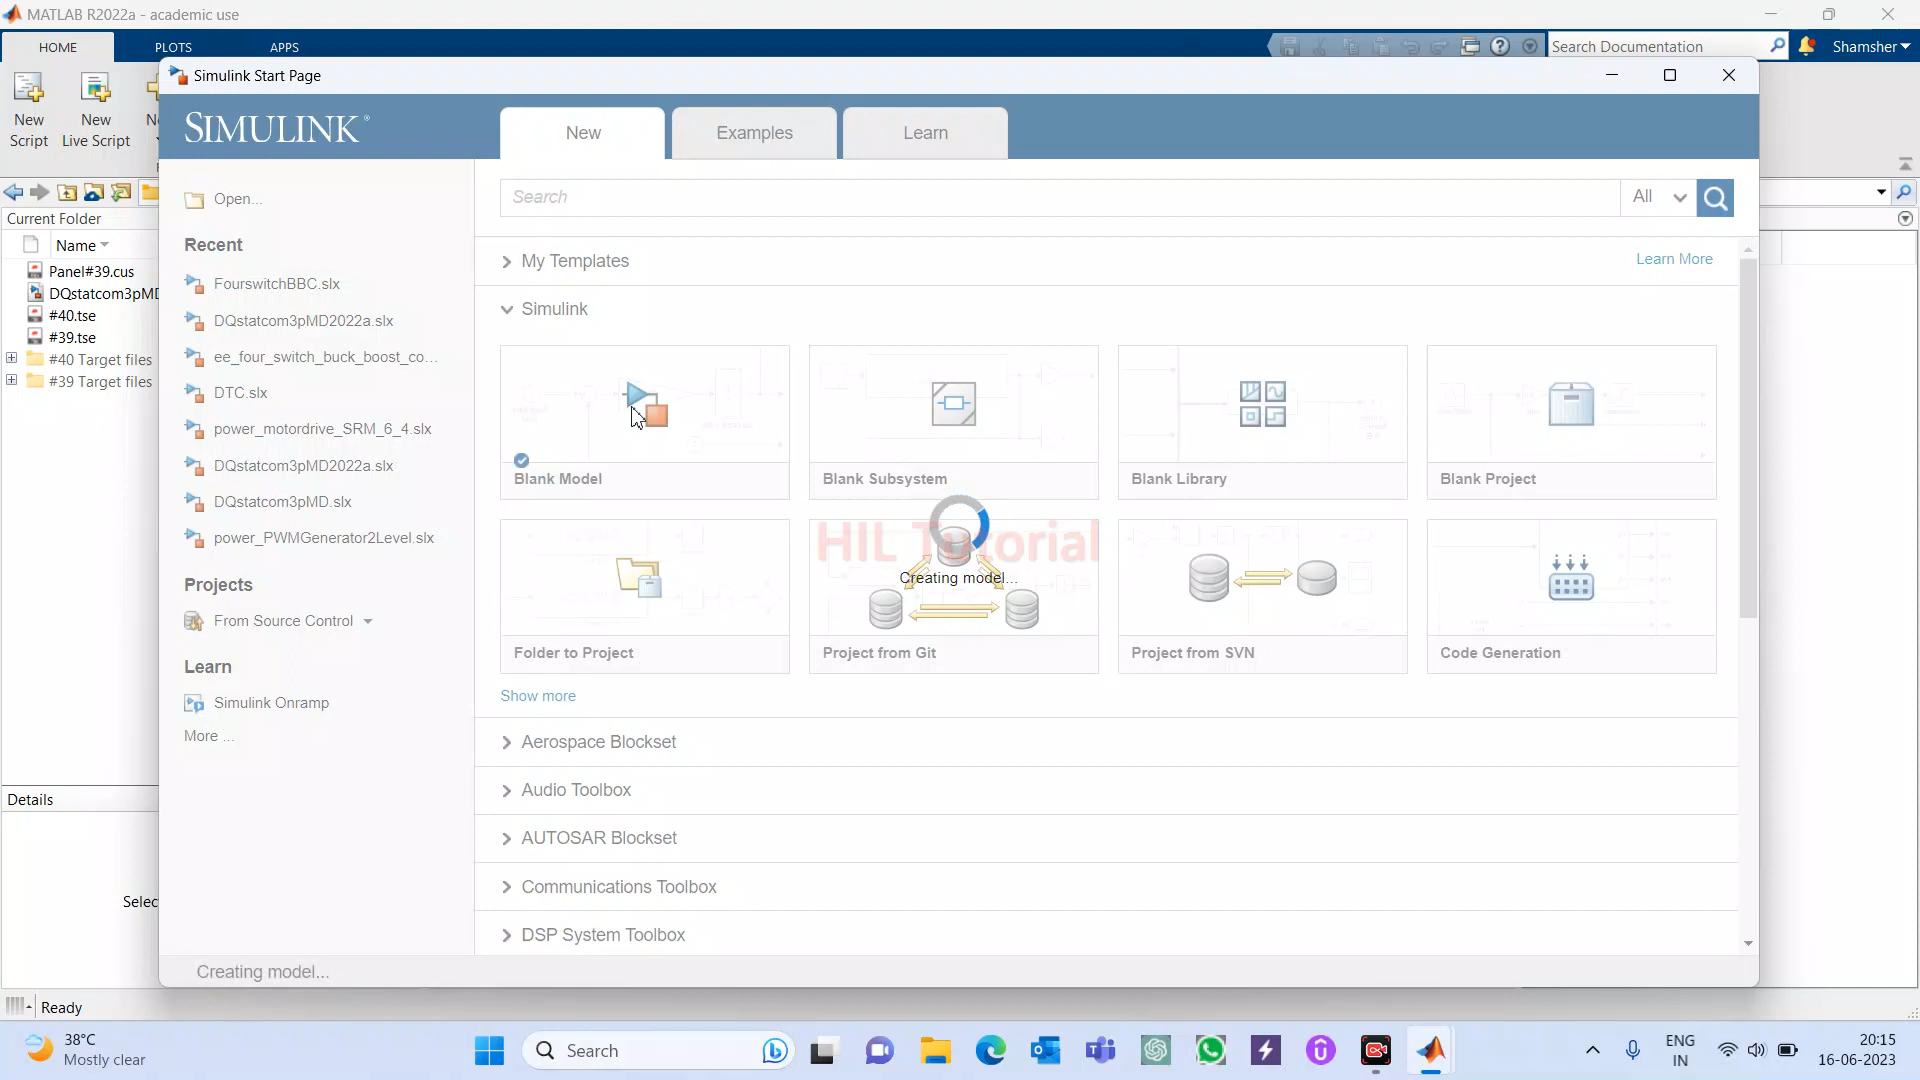 MATLAB R2022a - academic use
HOME
PLOTS
APPS
Search Documentation
Shamsher
New Script
New Live Script
Simulink Start Page
SIMULINK®
New
Examples
Learn
Current Folder
Name
Panel#39.cus
DQstatcom3pMD
#40.tse
#39.tse
#40 Target files
#39 Target files
Details
Selec
Ready
Open...
Recent
FourswitchBBC.slx
DQstatcom3pMD2022a.slx
ee_four_switch_buck_boost_co...
DTC.slx
power_motordrive_SRM_6_4.slx
DQstatcom3pMD2022a.slx
DQstatcom3pMD.slx
power_PWMGenerator2Level.slx
Projects
From Source Control
Learn
Simulink Onramp
More ...
Search
All
My Templates
Learn More
Simulink
Blank Model
Blank Subsystem
Blank Library
Blank Project
HIL Tutorial
Creating model...
Folder to Project
Project from Git
Project from SVN
Code Generation
Show more
Aerospace Blockset
Audio Toolbox
AUTOSAR Blockset
Communications Toolbox
DSP System Toolbox
Creating model...
38°C
Mostly clear
Search
ENG
IN
20:15
16-06-2023